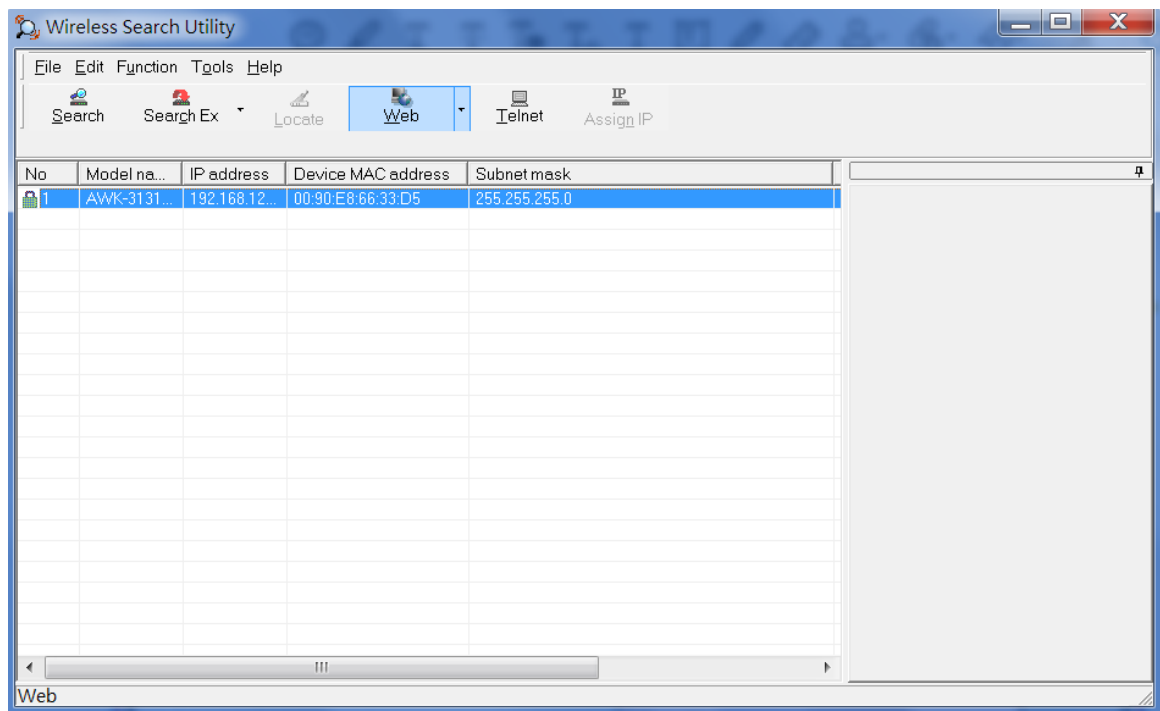 Wireless Search Utility
File Edit Function Tools Help
Search Search Ex Locate Web Telnet IP Assign IP
No Model na... IP address Device MAC address Subnet mask
1 AWK-3131... 192.168.12... 00:90:E8:66:33:D5 255.255.255.0
Web